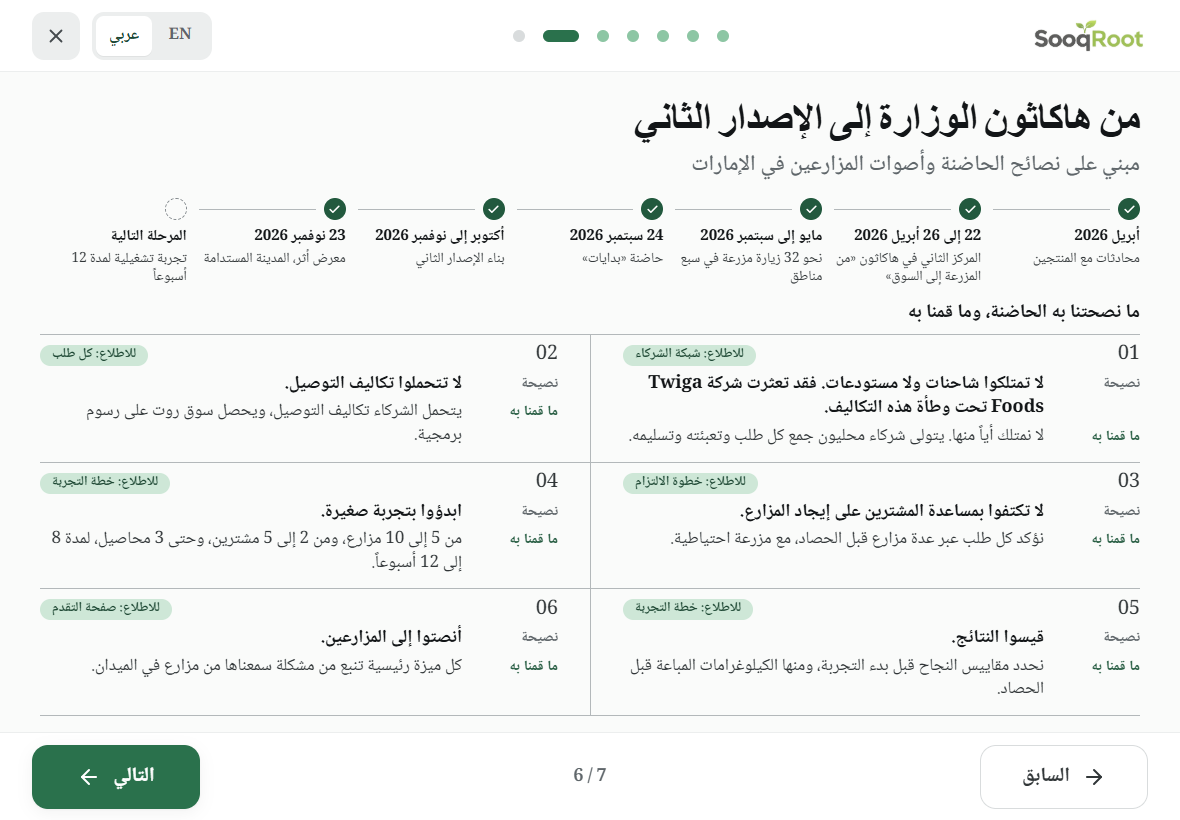 SooqRoot
EN
عربي
من هاكاثون الوزارة إلى الإصدار الثاني
مبني على نصائح الحاضنة وأصوات المزارعين في الإمارات
أبريل 2026
محادثات مع المنتجين
22 إلى 26 أبريل 2026
المركز الثاني في هاكاثون «من
المزرعة إلى السوق»
مايو إلى سبتمبر 2026
نحو 32 زيارة مزرعة في سبع
مناطق
24 سبتمبر 2026
حاضنة «بدايات»
أكتوبر إلى نوفمبر 2026
بناء الإصدار الثاني
23 نوفمبر 2026
معرض أثر، المدينة المستدامة
المرحلة التالية
تجربة تشغيلية لمدة 12
أسبوعاً
ما نصحتنا به الحاضنة، وما قمنا به
01
للاطلاع: شبكة الشركاء
نصيحة
لا تمتلكوا شاحنات ولا مستودعات. فقد تعثرت شركة Twiga
Foods تحت وطأة هذه التكاليف.
ما قمنا به
لا نمتلك أياً منها. يتولى شركاء محليون جمع كل طلب وتعبئته وتسليمه.
02
للاطلاع: كل طلب
نصيحة
لا تتحملوا تكاليف التوصيل.
ما قمنا به
يتحمل الشركاء تكاليف التوصيل، ويحصل سوق روت على رسوم
برمجية.
03
للاطلاع: خطوة الالتزام
نصيحة
لا تكتفوا بمساعدة المشترين على إيجاد المزارع.
ما قمنا به
نؤكد كل طلب عبر عدة مزارع قبل الحصاد، مع مزرعة احتياطية.
04
للاطلاع: خطة التجربة
نصيحة
ابدؤوا بتجربة صغيرة.
ما قمنا به
من 5 إلى 10 مزارع، ومن 2 إلى 5 مشترين، وحتى 3 محاصيل، لمدة 8
إلى 12 أسبوعاً.
05
للاطلاع: خطة التجربة
نصيحة
قيسوا النتائج.
ما قمنا به
نحدد مقاييس النجاح قبل بدء التجربة، ومنها الكيلوغرامات المباعة قبل
الحصاد.
06
للاطلاع: صفحة التقدم
نصيحة
أنصتوا إلى المزارعين.
ما قمنا به
كل ميزة رئيسية تنبع من مشكلة سمعناها من مزارع في الميدان.
السابق
6 / 7
التالي